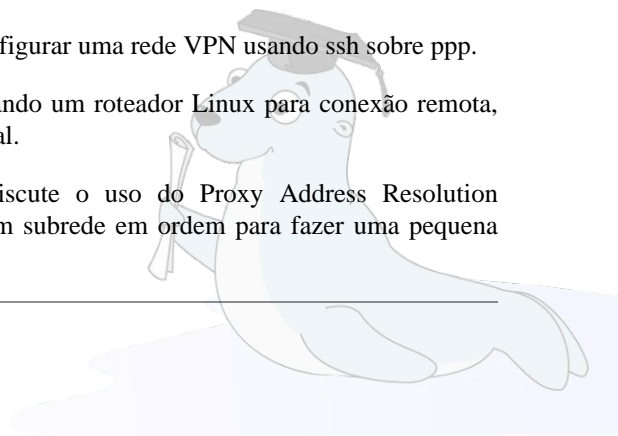 figurar uma rede VPN usando ssh sobre ppp.
ando um roteador Linux para conexão remota,
al.
iscute o uso do Proxy Address Resolution
m subrede em ordem para fazer uma pequena